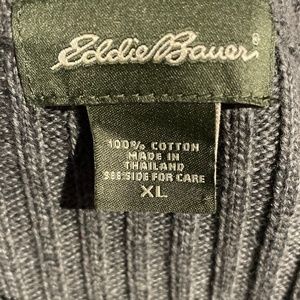 Eddie Bauer®
100% COTTON
MADE IN
THAILAND
SEE SIDE FOR CARE
XL